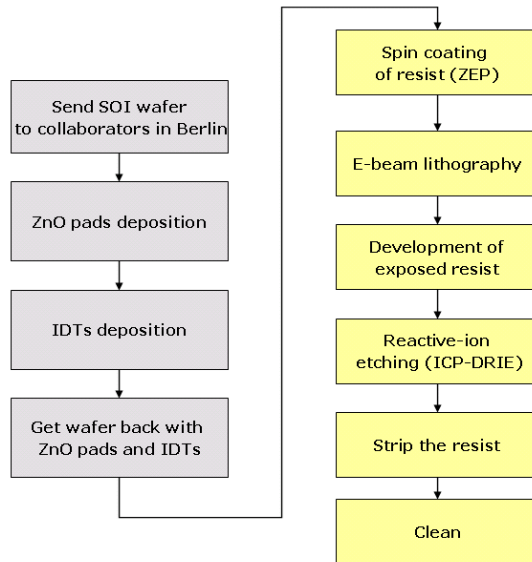 Send SOI wafer
to collaborators in Berlin
ZnO pads deposition
IDTs deposition
Get wafer back with
ZnO pads and IDTs
Spin coating
of resist (ZEP)
E-beam lithography
Development of
exposed resist
Reactive-ion
etching (ICP-DRIE)
Strip the resist
Clean